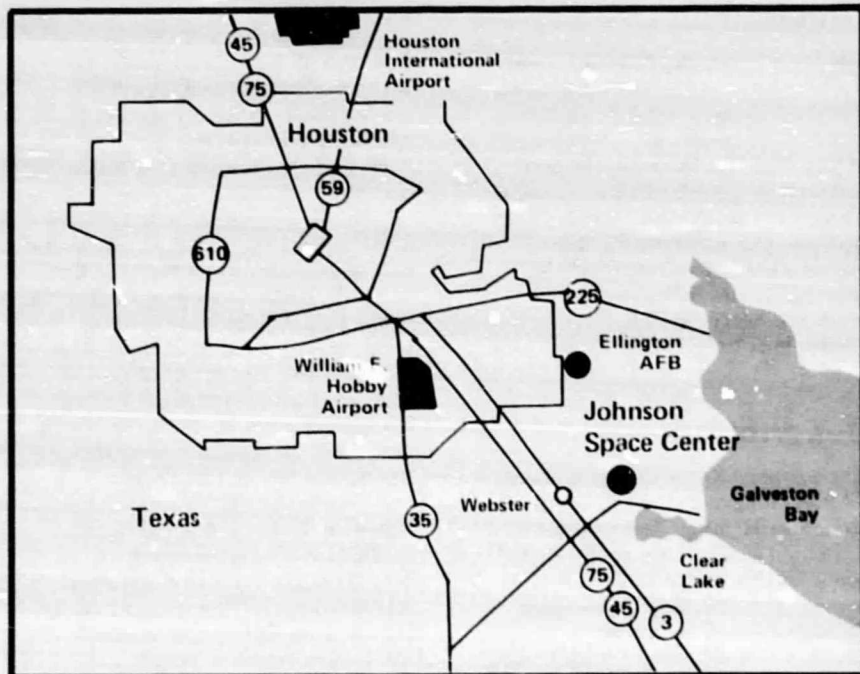 45
Houston
International
Airport
75
Houston
59
610
225
Ellington
AFB
William P.
Hobby
Airport
Johnson
Space Center
Galveston
Bay
Texas
35
Webster
Clear
Lake
75
45
3